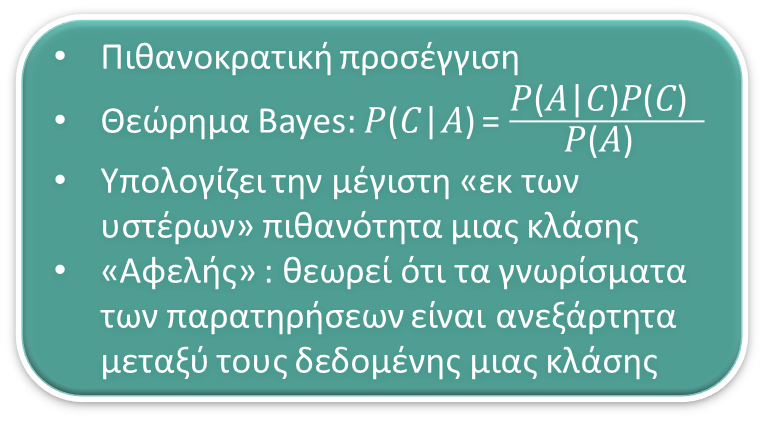 • Πιθανοκρατική προσέγγιση
• Θεώρημα Bayes: P(C|A) = P(A|C)P(C) / P(A)
• Υπολογίζει την μέγιστη «εκ των
υστέρων» πιθανότητα μιας κλάσης
• «Αφελής» : θεωρεί ότι τα γνωρίσματα
των παρατηρήσεων είναι ανεξάρτητα
μεταξύ τους δεδομένης μιας κλάσης